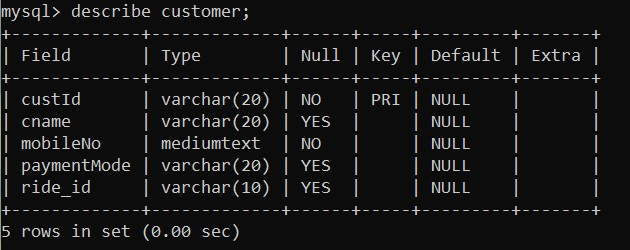 mysql> describe customer;
+-------------+-------------+------+-----+---------+-------+
| Field       | Type        | Null | Key | Default | Extra |
+-------------+-------------+------+-----+---------+-------+
| custId      | varchar(20) | NO   | PRI | NULL    |       |
| cname       | varchar(20) | YES  |     | NULL    |       |
| mobileNo    | mediumtext  | NO   |     | NULL    |       |
| paymentMode | varchar(20) | YES  |     | NULL    |       |
| ride_id     | varchar(10) | YES  |     | NULL    |       |
+-------------+-------------+------+-----+---------+-------+
5 rows in set (0.00 sec)